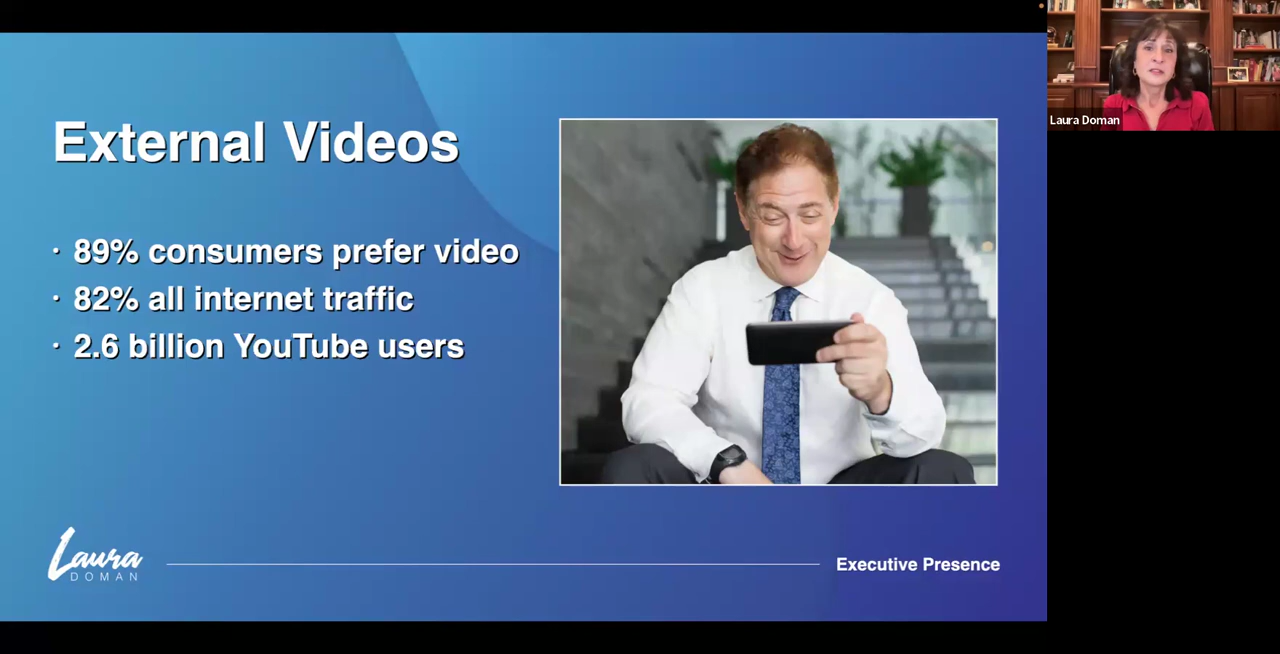 External Videos
· 89% consumers prefer video
· 82% all internet traffic
· 2.6 billion YouTube users
Laura
DOMAN
Executive Presence
Laura Doman